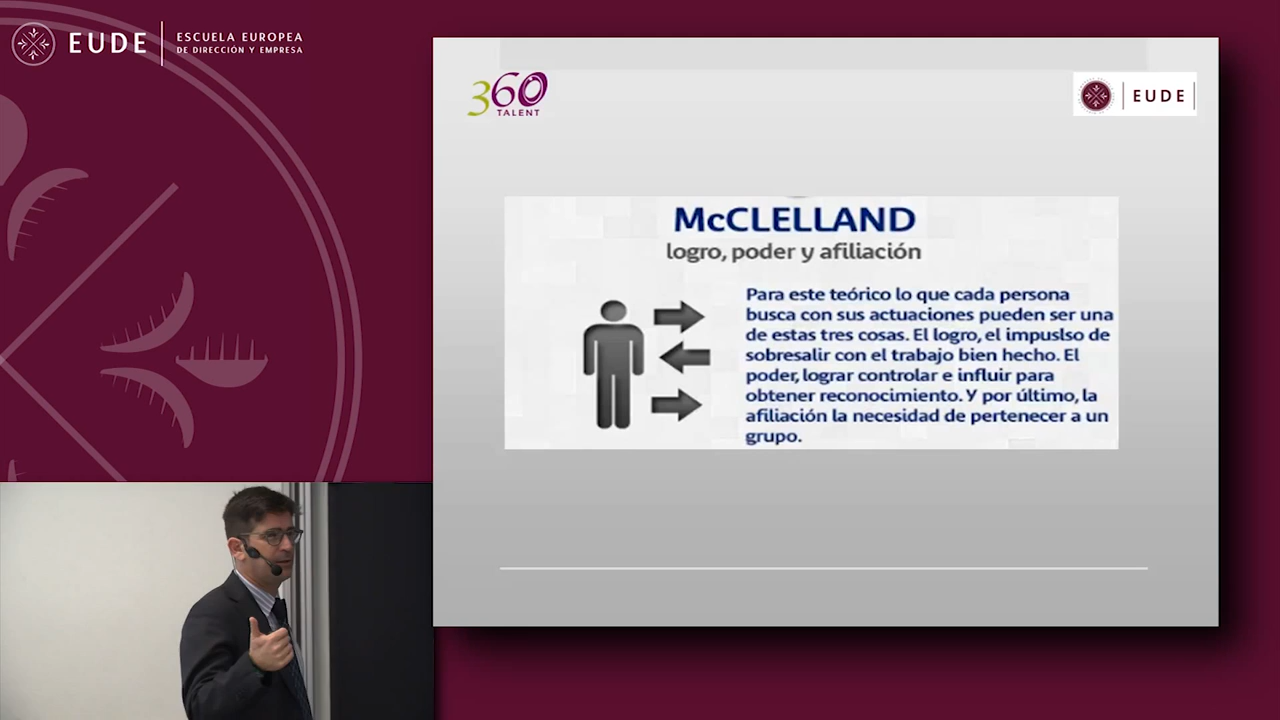 EUDE
ESCUELA EUROPEA
DE DIRECCIÓN Y EMPRESA
360
TALENT
EUDE
McCLELLAND
logro, poder y afiliación
Para este teórico lo que cada persona
busca con sus actuaciones pueden ser una
de estas tres cosas. El logro, el impuslso de
sobresalir con el trabajo bien hecho. El
poder, lograr controlar e influir para
obtener reconocimiento. Y por último, la
afiliación la necesidad de pertenecer a un
grupo.